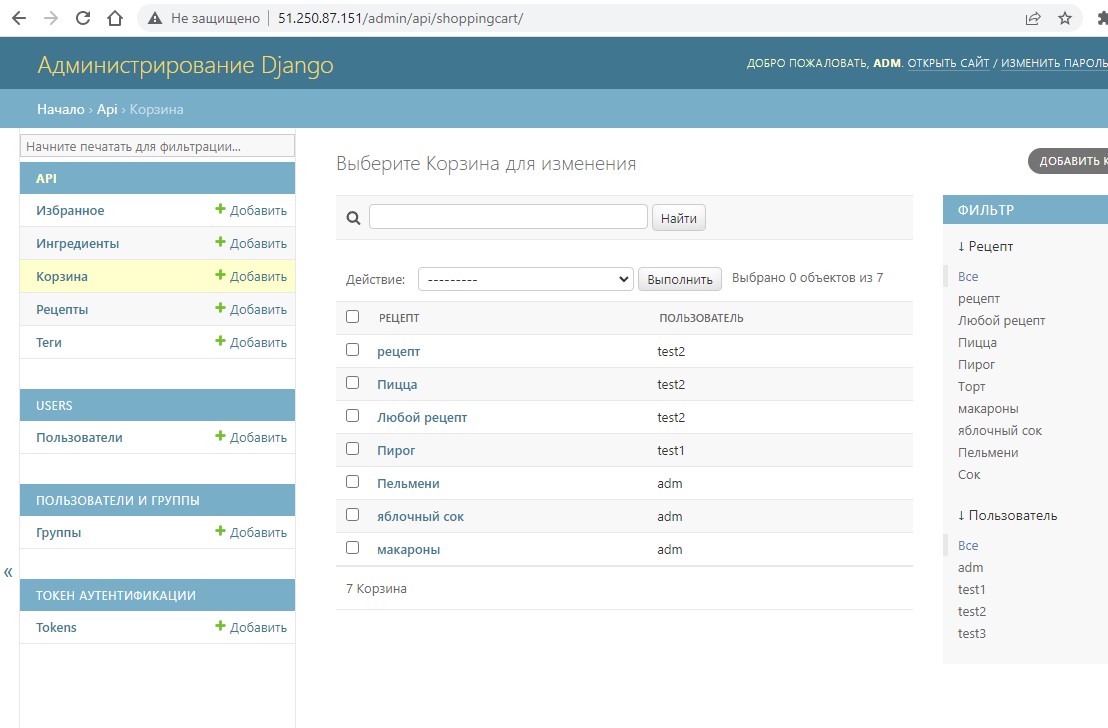 Не защищено 51.250.87.151/admin/api/shoppingcart/
Администрирование Django
ДОБРО ПОЖАЛОВАТЬ, ADM. ОТКРЫТЬ САЙТ / ИЗМЕНИТЬ ПАРОЛЬ
Начало › Api › Корзина
Начните печатать для фильтрации...
API
Избранное Добавить
Ингредиенты Добавить
Корзина Добавить
Рецепты Добавить
Теги Добавить
USERS
Пользователи Добавить
ПОЛЬЗОВАТЕЛИ И ГРУППЫ
Группы Добавить
ТОКЕН АУТЕНТИФИКАЦИИ
Tokens Добавить
«
Выберите Корзина для изменения
ДОБАВИТЬ К
Найти
Действие: --------- Выполнить Выбрано 0 объектов из 7
РЕЦЕПТ ПОЛЬЗОВАТЕЛЬ
рецепт test2
Пицца test2
Любой рецепт test2
Пирог test1
Пельмени adm
яблочный сок adm
макароны adm
7 Корзина
ФИЛЬТР
↓ Рецепт
Все
рецепт
Любой рецепт
Пицца
Пирог
Торт
макароны
яблочный сок
Пельмени
Сок
↓ Пользователь
Все
adm
test1
test2
test3